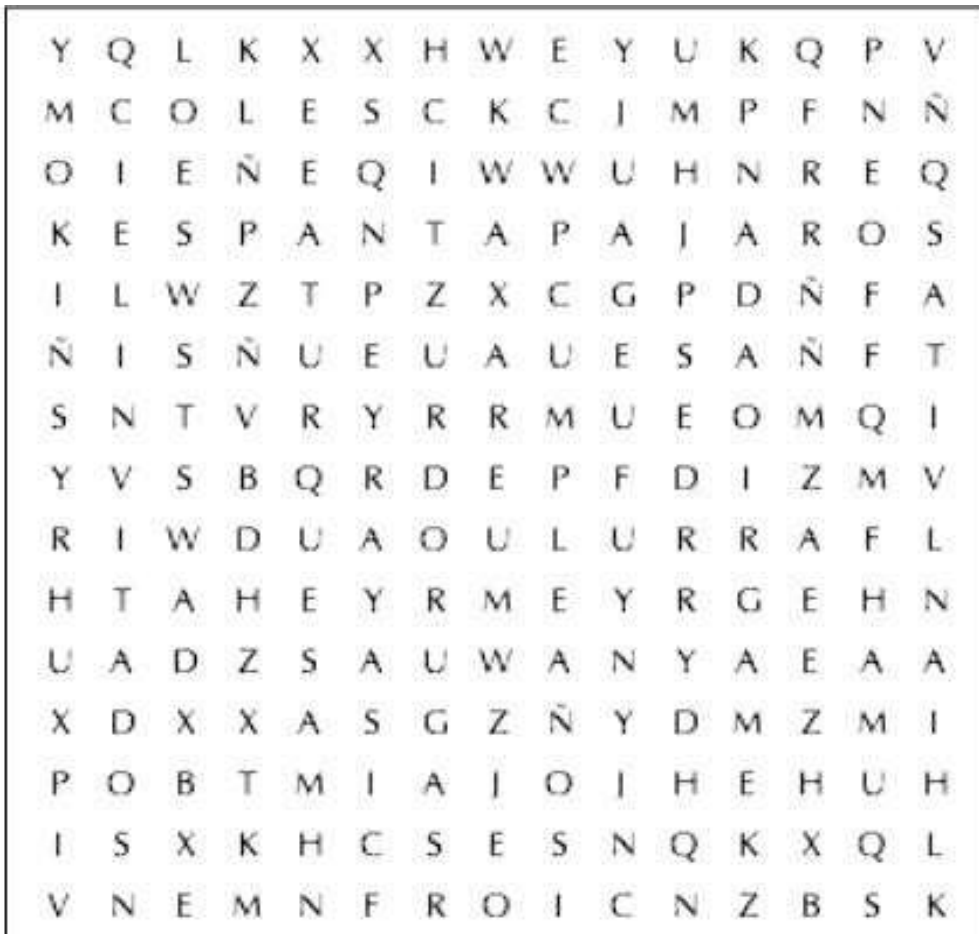 Y Q L K X X H W E Y U K Q P V
M C O L E S C K C J M P F N Ñ
O I E Ñ E Q I W W U H N R E Q
K E S P A N T A P A J A R O S
I L W Z T P Z X C G P D Ñ F A
Ñ I S Ñ U E U A U E S A Ñ F T
S N T V R Y R R M U E O M Q I
Y V S B Q R D E P F D I Z M V
R I W D U A O U L U R R A F L
H T A H E Y R M E Y R G E H N
U A D Z S A U W A N Y A E A A
X D X X A S G Z Ñ Y D M Z M I
P O B T M I A J O J H E H U H
I S X K H C S E S N Q K X Q L
V N E M N F R O I C N Z B S K